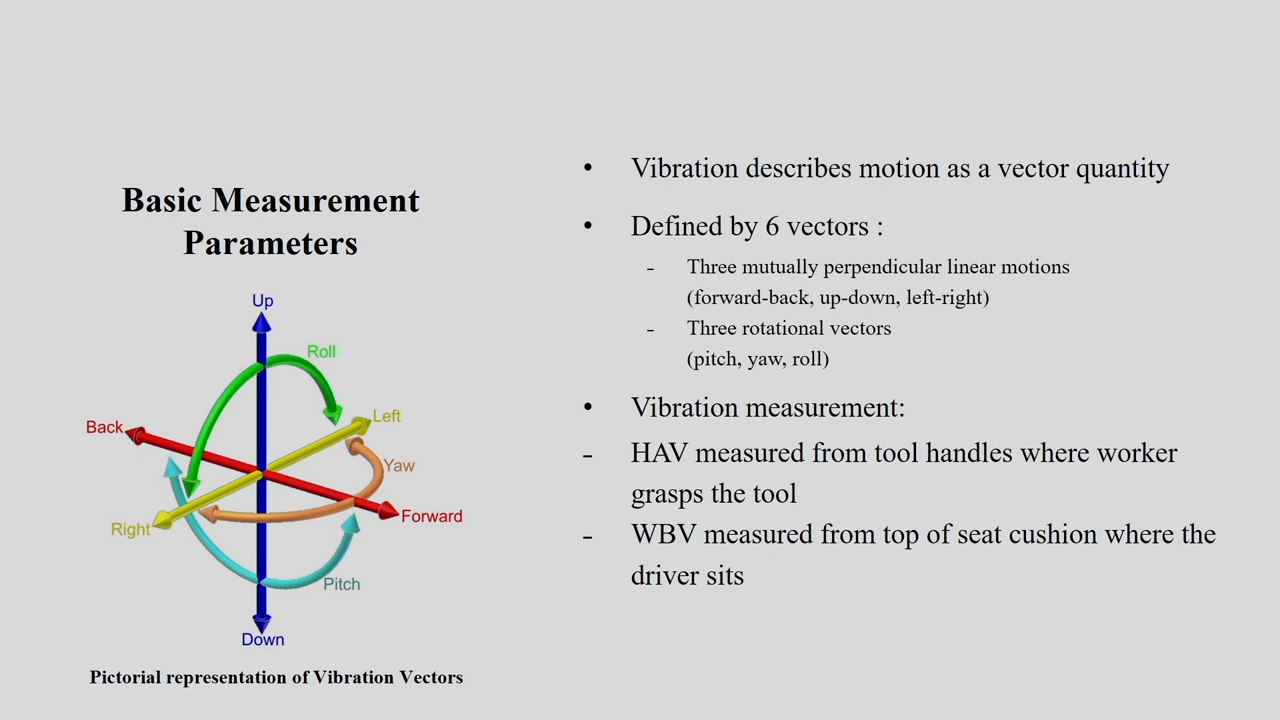 Basic Measurement
Parameters
Up
Roll
Left
Back
Yaw
Forward
Right
Pitch
Down
Pictorial representation of Vibration Vectors
• Vibration describes motion as a vector quantity
• Defined by 6 vectors :
- Three mutually perpendicular linear motions
(forward-back, up-down, left-right)
- Three rotational vectors
(pitch, yaw, roll)
• Vibration measurement:
- HAV measured from tool handles where worker
grasps the tool
- WBV measured from top of seat cushion where the
driver sits